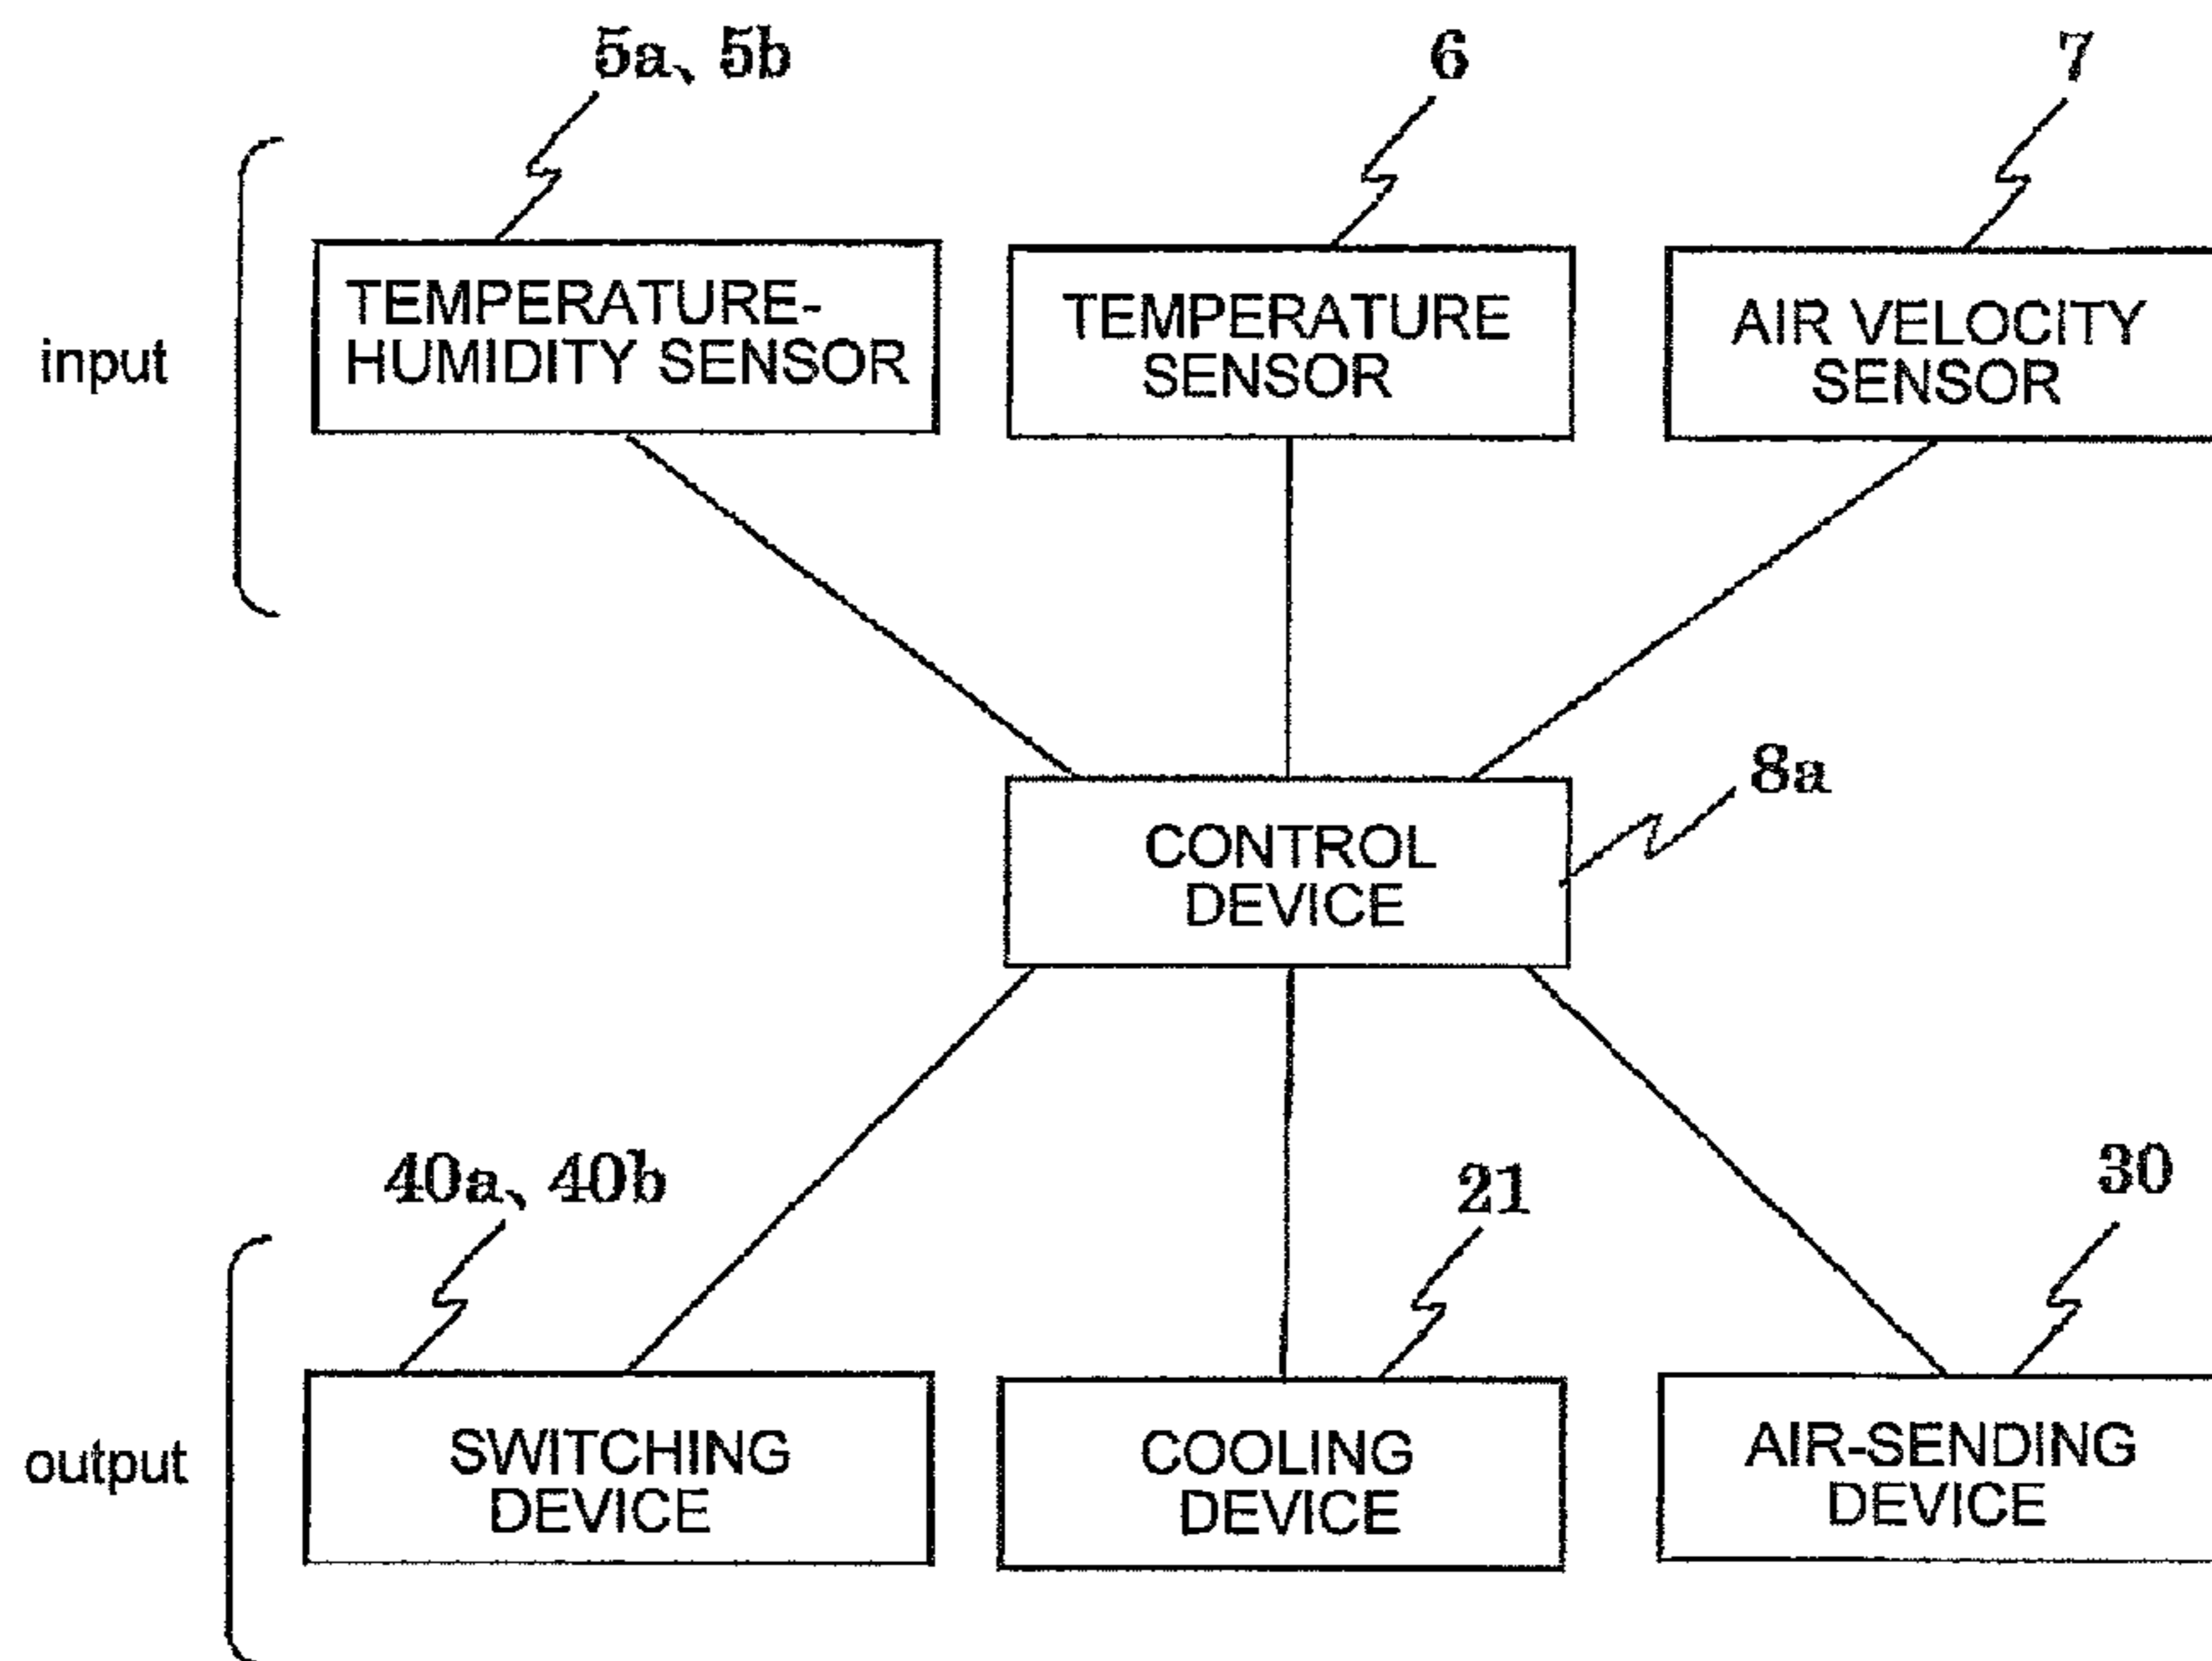 5a、5b
6
7
input
TEMPERATURE-
HUMIDITY SENSOR
TEMPERATURE
SENSOR
AIR VELOCITY
SENSOR
8a
CONTROL
DEVICE
40a、40b
21
30
output
SWITCHING
DEVICE
COOLING
DEVICE
AIR-SENDING
DEVICE